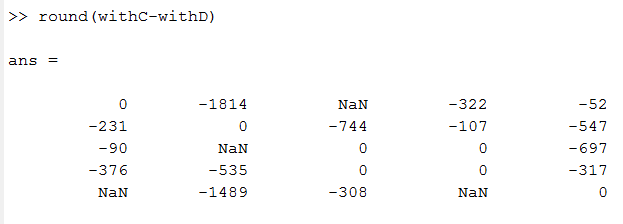 >> round(withC-withD)
ans =
0 -1814 NaN -322 -52
-231 0 -744 -107 -547
-90 NaN 0 0 -697
-376 -535 0 0 -317
NaN -1489 -308 NaN 0